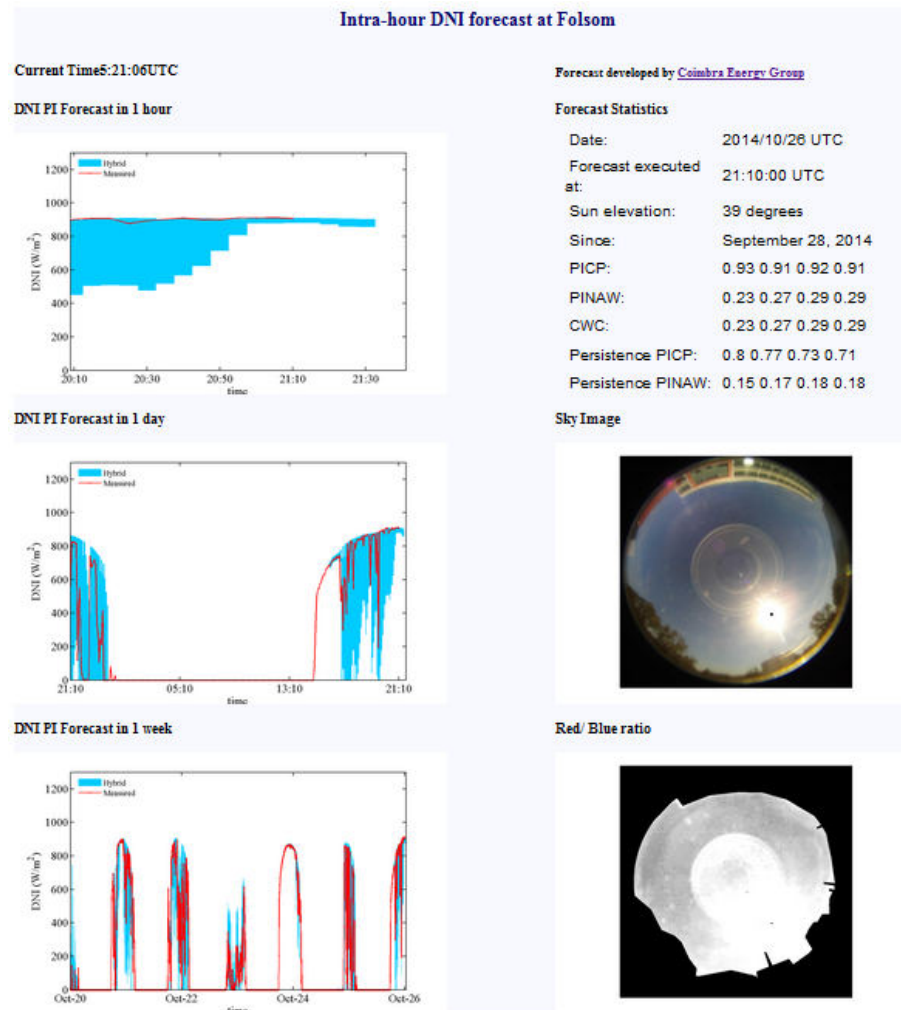 Intra-hour DNI forecast at Folsom
Current Time5:21:06UTC
Forecast developed by Coimbra Energy Group
DNI PI Forecast in 1 hour
Hybrid
Measured
1200
1000
800
600
400
200
0
DNI (W/m²)
20:10 20:30 20:50 21:10 21:30
time
Forecast Statistics
Date: 2014/10/26 UTC
Forecast executed
at: 21:10:00 UTC
Sun elevation: 39 degrees
Since: September 28, 2014
PICP: 0.93 0.91 0.92 0.91
PINAW: 0.23 0.27 0.29 0.29
CWC: 0.23 0.27 0.29 0.29
Persistence PICP: 0.8 0.77 0.73 0.71
Persistence PINAW: 0.15 0.17 0.18 0.18
DNI PI Forecast in 1 day
Hybrid
Measured
1200
1000
800
600
400
200
0
DNI (W/m²)
21:10 05:10 13:10 21:10
time
Sky Image
DNI PI Forecast in 1 week
Hybrid
Measured
1200
1000
800
600
400
200
0
DNI (W/m²)
Oct-20 Oct-22 Oct-24 Oct-26
time
Red/ Blue ratio